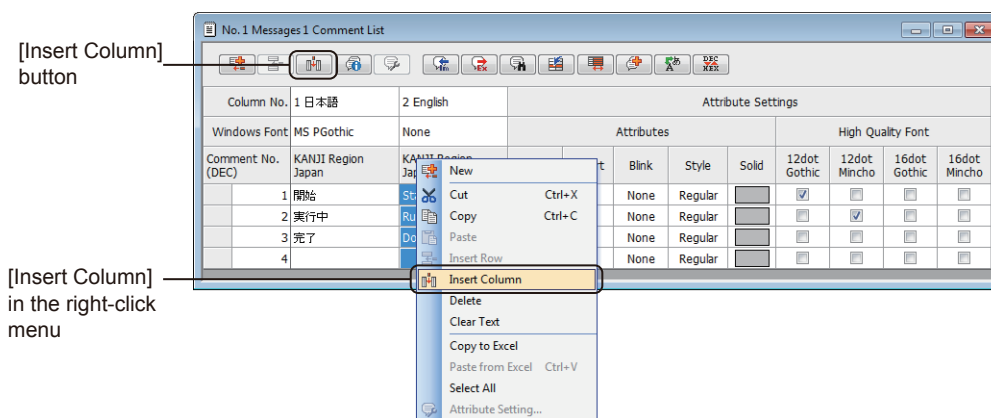 No. 1 Messages 1 Comment List
[Insert Column]
button
DEC
HEX
Column No. 1 日本語 2 English Attribute Settings
Windows Font MS PGothic None Attributes High Quality Font
Comment No.
(DEC)
KANJI Region
Japan
KANJI Region
Blink Style Solid
12dot
Gothic
12dot
Mincho
16dot
Gothic
16dot
Mincho
1 開始 None Regular
2 実行中 None Regular
3 完了 None Regular
4 None Regular
New
Cut Ctrl+X
Copy Ctrl+C
Paste
Insert Row
Insert Column
Delete
Clear Text
Copy to Excel
Paste from Excel Ctrl+V
Select All
Attribute Setting...
[Insert Column]
in the right-click
menu